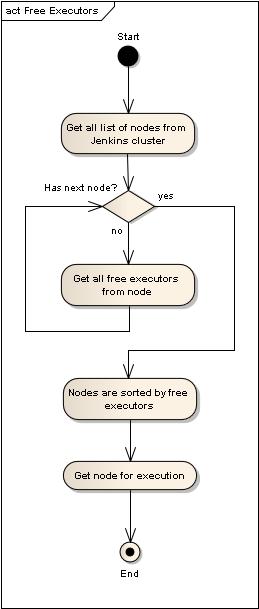 act Free Executors
Start
Get all list of nodes from
Jenkins cluster
Has next node?
yes
no
Get all free executors
from node
Nodes are sorted by free
executors
Get node for execution
End